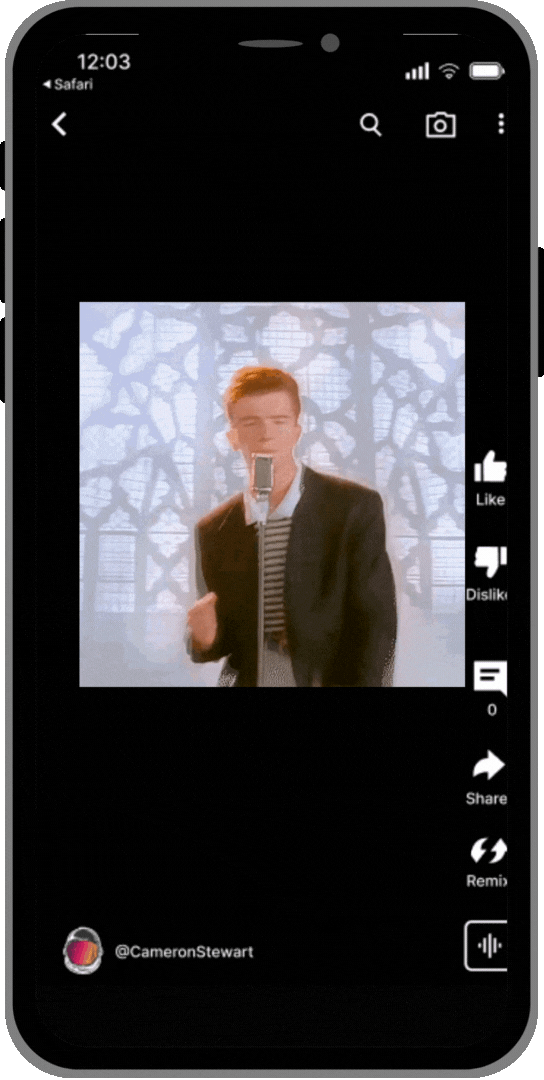 12:03
Safari
Like
Dislike
0
Share
Remix
@CameronStewart